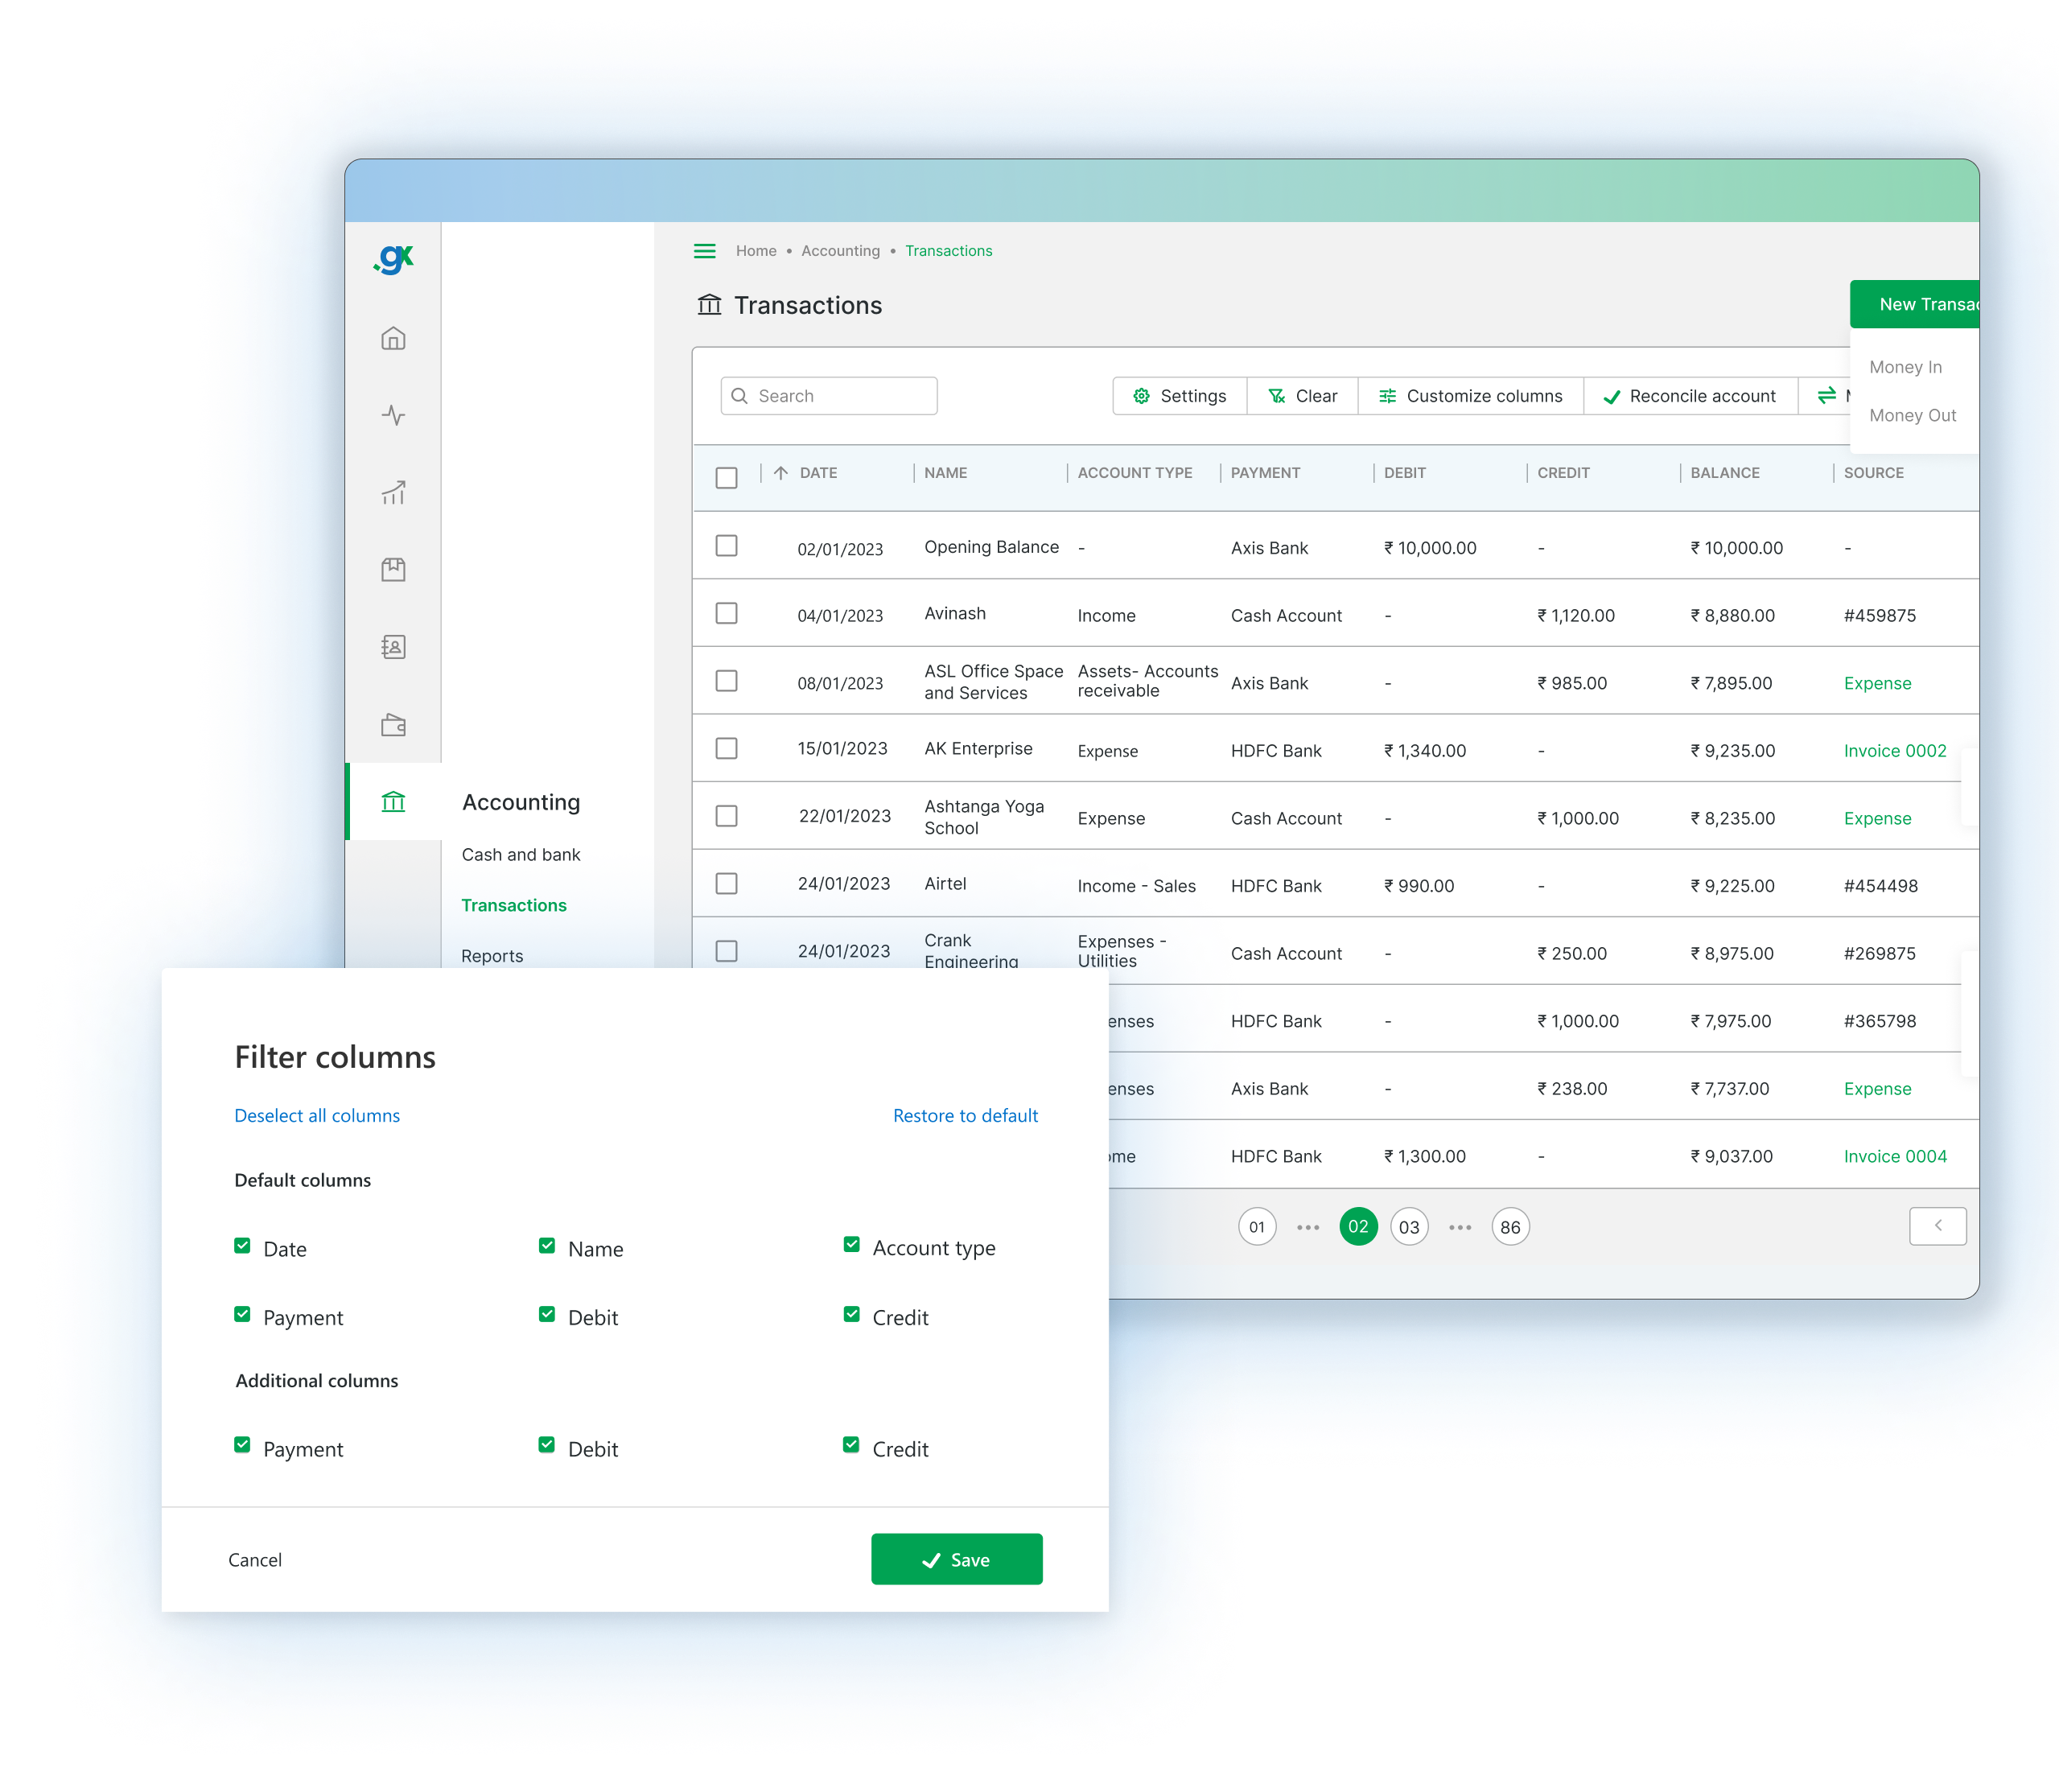 .gx
Home • Accounting • Transactions
Transactions
New Transac
Money In
Money Out
Search
Settings
Clear
Customize columns
Reconcile account
DATE NAME ACCOUNT TYPE PAYMENT DEBIT CREDIT BALANCE SOURCE
02/01/2023 Opening Balance - Axis Bank ₹ 10,000.00 - ₹ 10,000.00 -
04/01/2023 Avinash Income Cash Account - ₹ 1,120.00 ₹ 8,880.00 #459875
08/01/2023 ASL Office Space and Services Assets- Accounts receivable Axis Bank - ₹ 985.00 ₹ 7,895.00 Expense
15/01/2023 AK Enterprise Expense HDFC Bank ₹ 1,340.00 - ₹ 9,235.00 Invoice 0002
22/01/2023 Ashtanga Yoga School Expense Cash Account - ₹ 1,000.00 ₹ 8,235.00 Expense
24/01/2023 Airtel Income - Sales HDFC Bank ₹ 990.00 - ₹ 9,225.00 #454498
24/01/2023 Crank Engineering Expenses - Utilities Cash Account - ₹ 250.00 ₹ 8,975.00 #269875
enses HDFC Bank - ₹ 1,000.00 ₹ 7,975.00 #365798
enses Axis Bank - ₹ 238.00 ₹ 7,737.00 Expense
me HDFC Bank ₹ 1,300.00 - ₹ 9,037.00 Invoice 0004
01 ••• 02 03 ••• 86
Accounting
Cash and bank
Transactions
Reports
Filter columns
Deselect all columns Restore to default
Default columns
Date Name Account type
Payment Debit Credit
Additional columns
Payment Debit Credit
Cancel Save